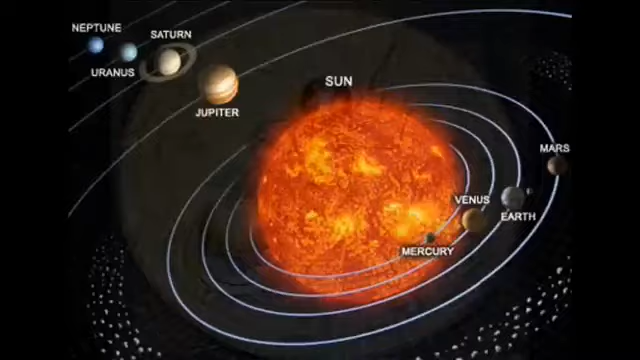 NEPTUNE
SATURN
URANUS
JUPITER
SUN
MARS
VENUS
EARTH
MERCURY